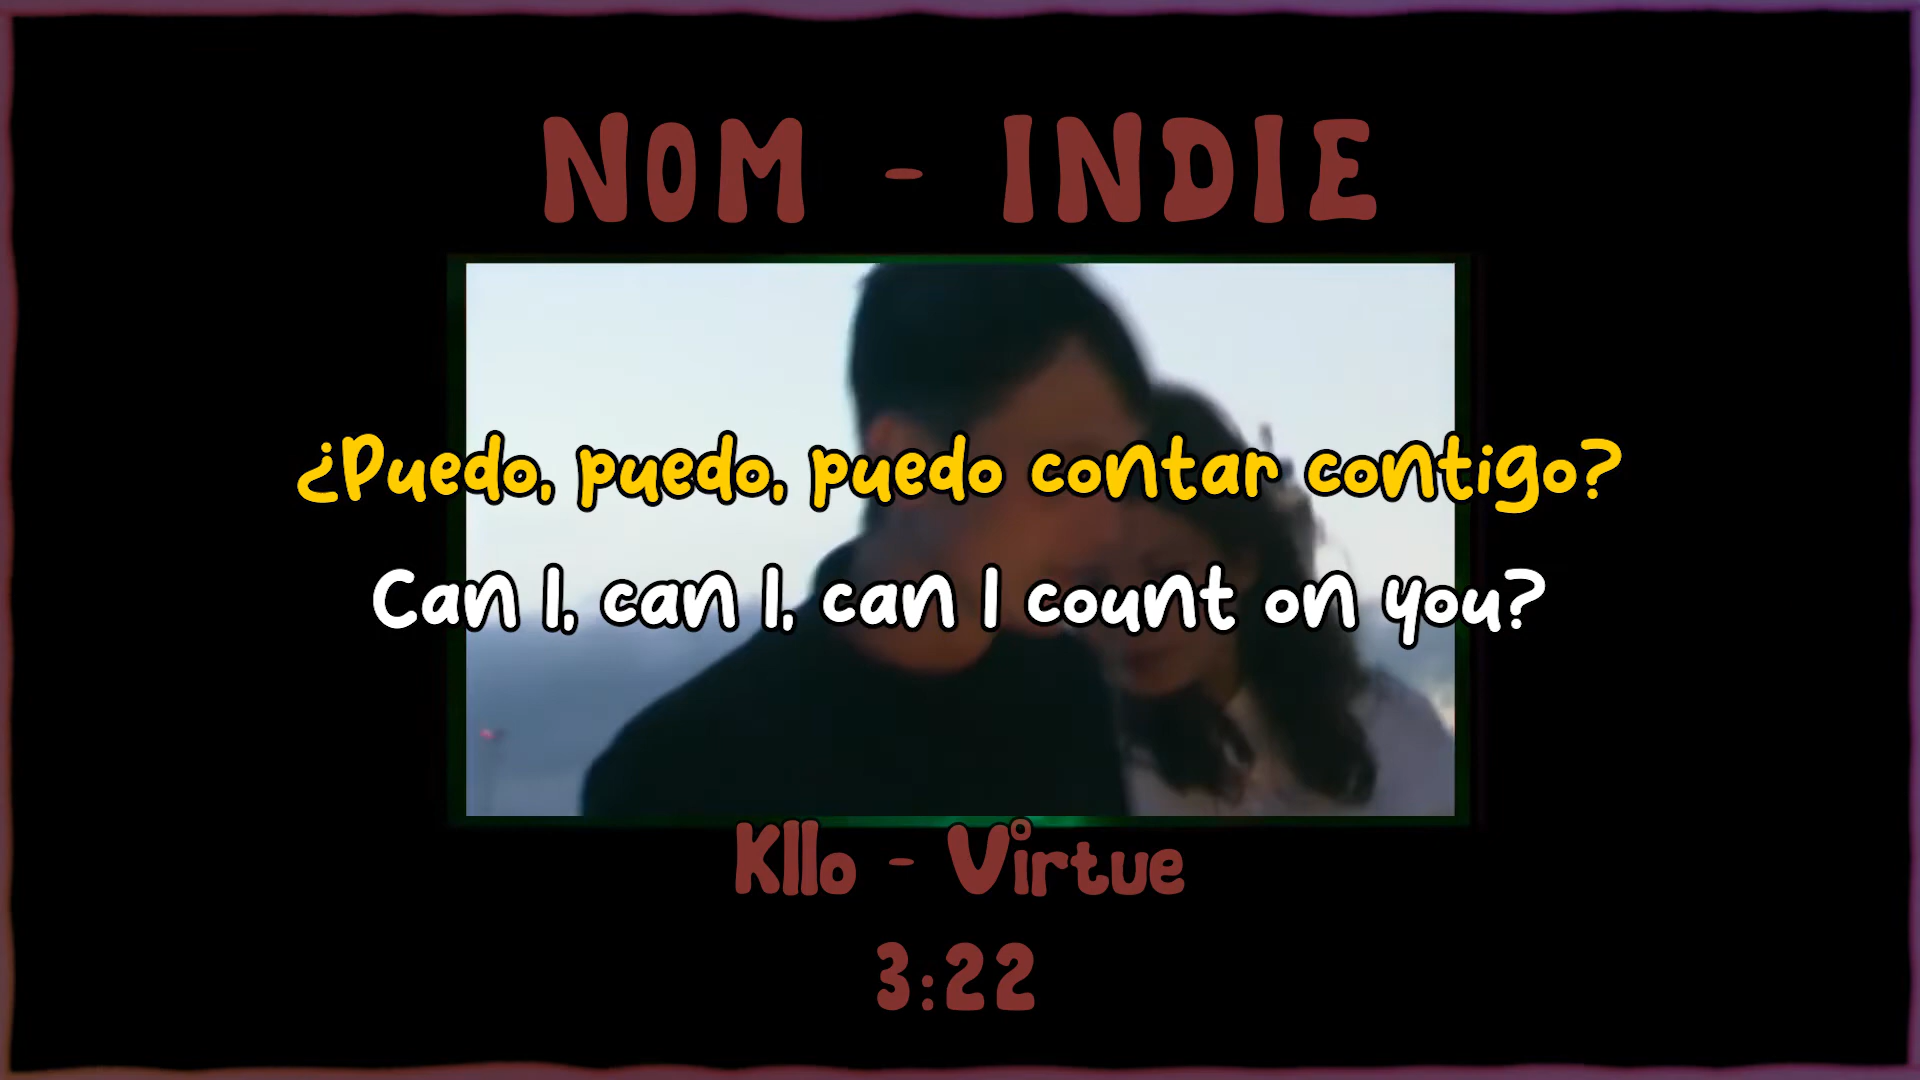 NOM - INDIE
¿Puedo, puedo, puedo contar contigo?
Can I, can I, can I count on you?
Kllo - Virtue
3:22